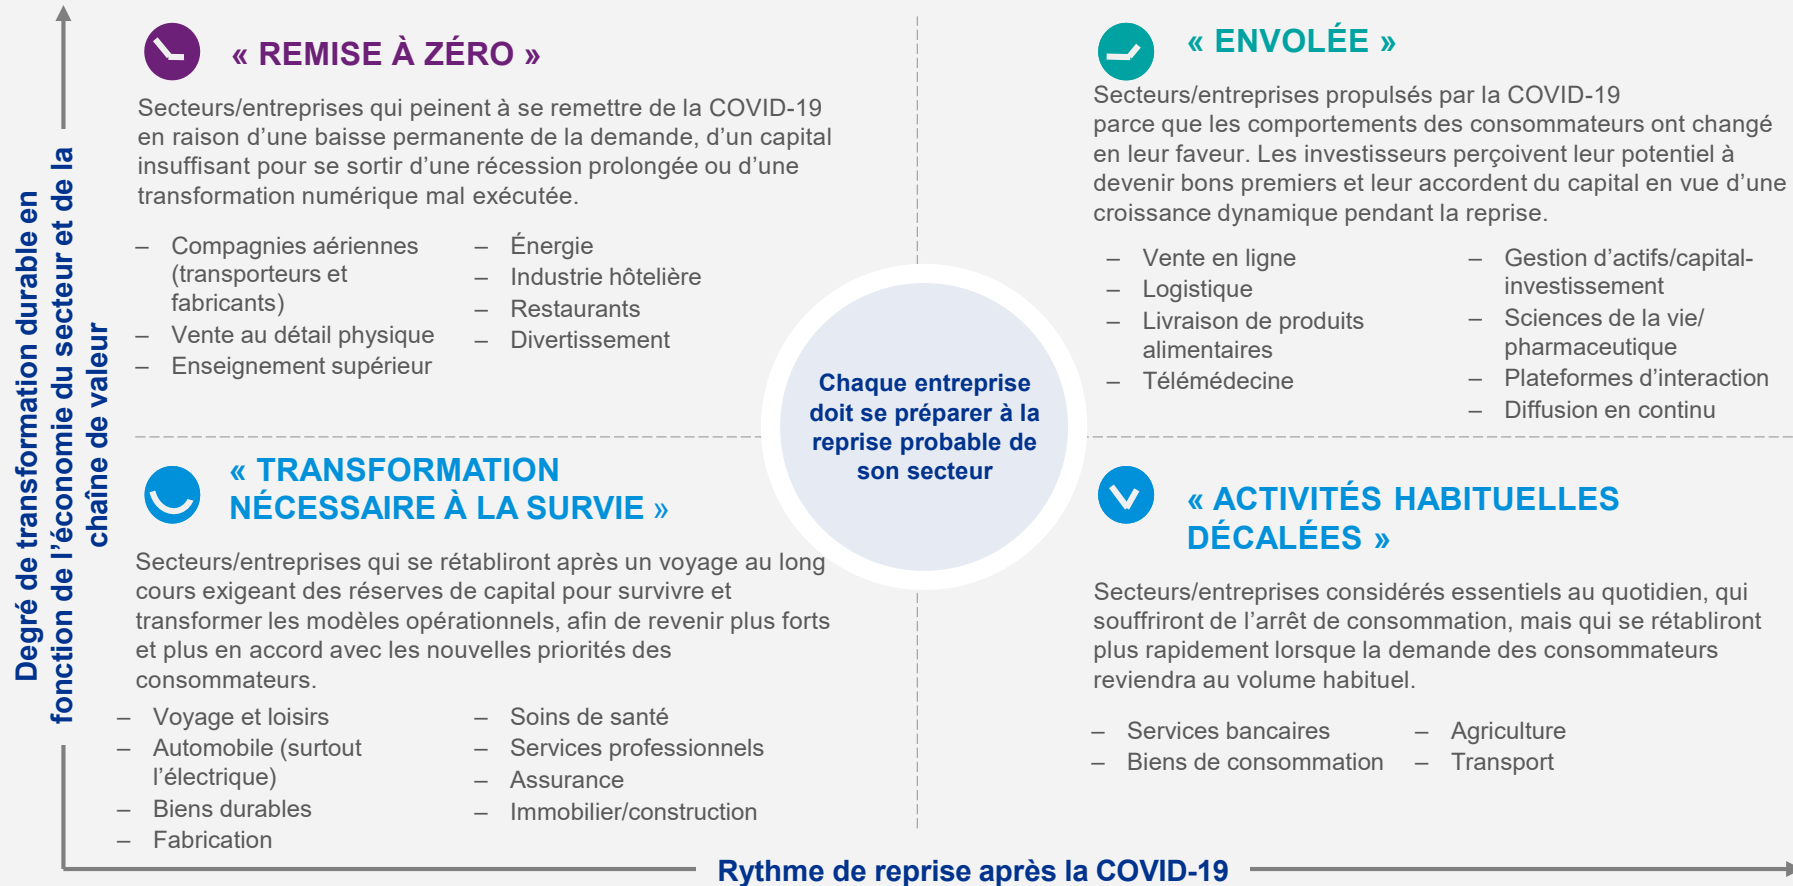 Degré de transformation durable en
fonction de l’économie du secteur et de la
chaîne de valeur
« REMISE À ZÉRO »
Secteurs/entreprises qui peinent à se remettre de la COVID-19
en raison d’une baisse permanente de la demande, d’un capital
insuffisant pour se sortir d’une récession prolongée ou d’une
transformation numérique mal exécutée.
– Compagnies aériennes
(transporteurs et
fabricants)
– Vente au détail physique
– Enseignement supérieur
– Énergie
– Industrie hôtelière
– Restaurants
– Divertissement
« ENVOLÉE »
Secteurs/entreprises propulsés par la COVID-19
parce que les comportements des consommateurs ont changé
en leur faveur. Les investisseurs perçoivent leur potentiel à
devenir bons premiers et leur accordent du capital en vue d’une
croissance dynamique pendant la reprise.
– Vente en ligne
– Logistique
– Livraison de produits
alimentaires
– Télémédecine
– Gestion d’actifs/capital-
investissement
– Sciences de la vie/
pharmaceutique
– Plateformes d’interaction
– Diffusion en continu
Chaque entreprise
doit se préparer à la
reprise probable de
son secteur
« TRANSFORMATION
NÉCESSAIRE À LA SURVIE »
Secteurs/entreprises qui se rétabliront après un voyage au long
cours exigeant des réserves de capital pour survivre et
transformer les modèles opérationnels, afin de revenir plus forts
et plus en accord avec les nouvelles priorités des
consommateurs.
– Voyage et loisirs
– Automobile (surtout
l’électrique)
– Biens durables
– Fabrication
– Soins de santé
– Services professionnels
– Assurance
– Immobilier/construction
« ACTIVITÉS HABITUELLES
DÉCALÉES »
Secteurs/entreprises considérés essentiels au quotidien, qui
souffriront de l’arrêt de consommation, mais qui se rétabliront
plus rapidement lorsque la demande des consommateurs
reviendra au volume habituel.
– Services bancaires
– Biens de consommation
– Agriculture
– Transport
Rythme de reprise après la COVID-19